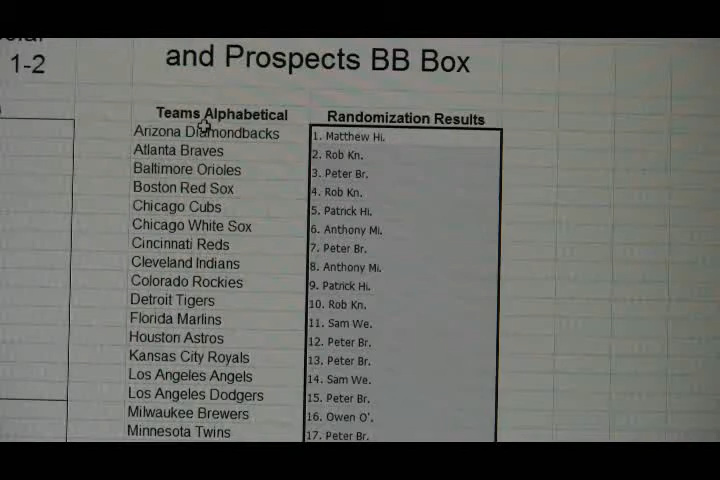 1-2
and Prospects BB Box
Teams Alphabetical
Randomization Results
Arizona Diamondbacks
1. Matthew Hi.
Atlanta Braves
2. Rob Kn.
Baltimore Orioles
3. Peter Br.
Boston Red Sox
4. Rob Kn.
Chicago Cubs
5. Patrick Hi.
Chicago White Sox
6. Anthony Mi.
Cincinnati Reds
7. Peter Br.
Cleveland Indians
8. Anthony Mi.
Colorado Rockies
9. Patrick Hi.
Detroit Tigers
10. Rob Kn.
Florida Marlins
11. Sam We.
Houston Astros
12. Peter Br.
Kansas City Royals
13. Peter Br.
Los Angeles Angels
14. Sam We.
Los Angeles Dodgers
15. Peter Br.
Milwaukee Brewers
16. Owen O'.
Minnesota Twins
17. Peter Br.